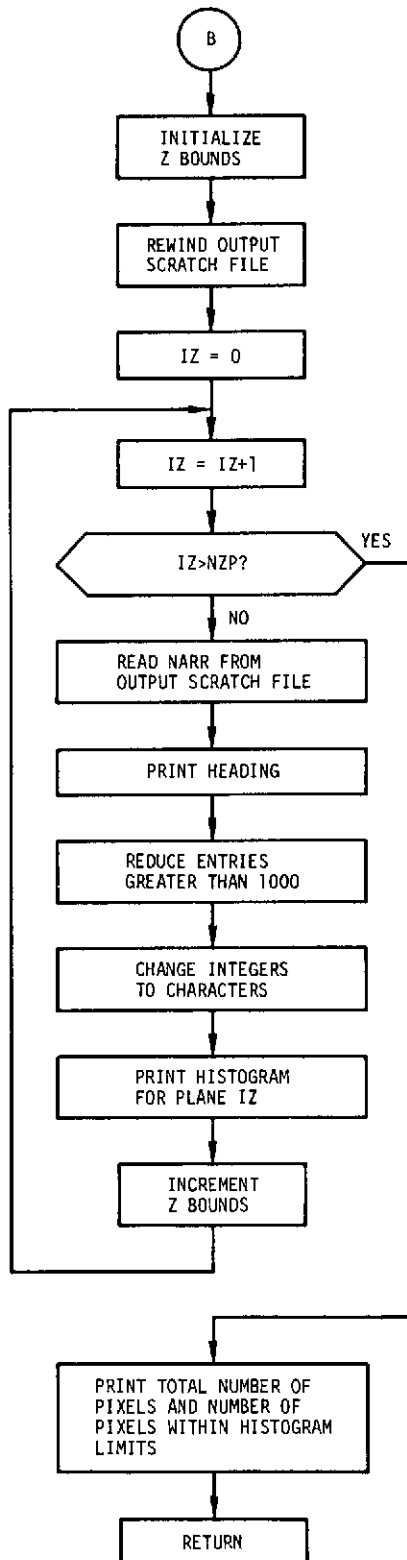 B
INITIALIZE
Z BOUNDS
REWIND OUTPUT
SCRATCH FILE
IZ = 0
IZ = IZ+1
IZ>NZP?
YES
NO
READ NARR FROM
OUTPUT SCRATCH FILE
PRINT HEADING
REDUCE ENTRIES
GREATER THAN 1000
CHANGE INTEGERS
TO CHARACTERS
PRINT HISTOGRAM
FOR PLANE IZ
INCREMENT
Z BOUNDS
PRINT TOTAL NUMBER OF
PIXELS AND NUMBER OF
PIXELS WITHIN HISTOGRAM
LIMITS
RETURN